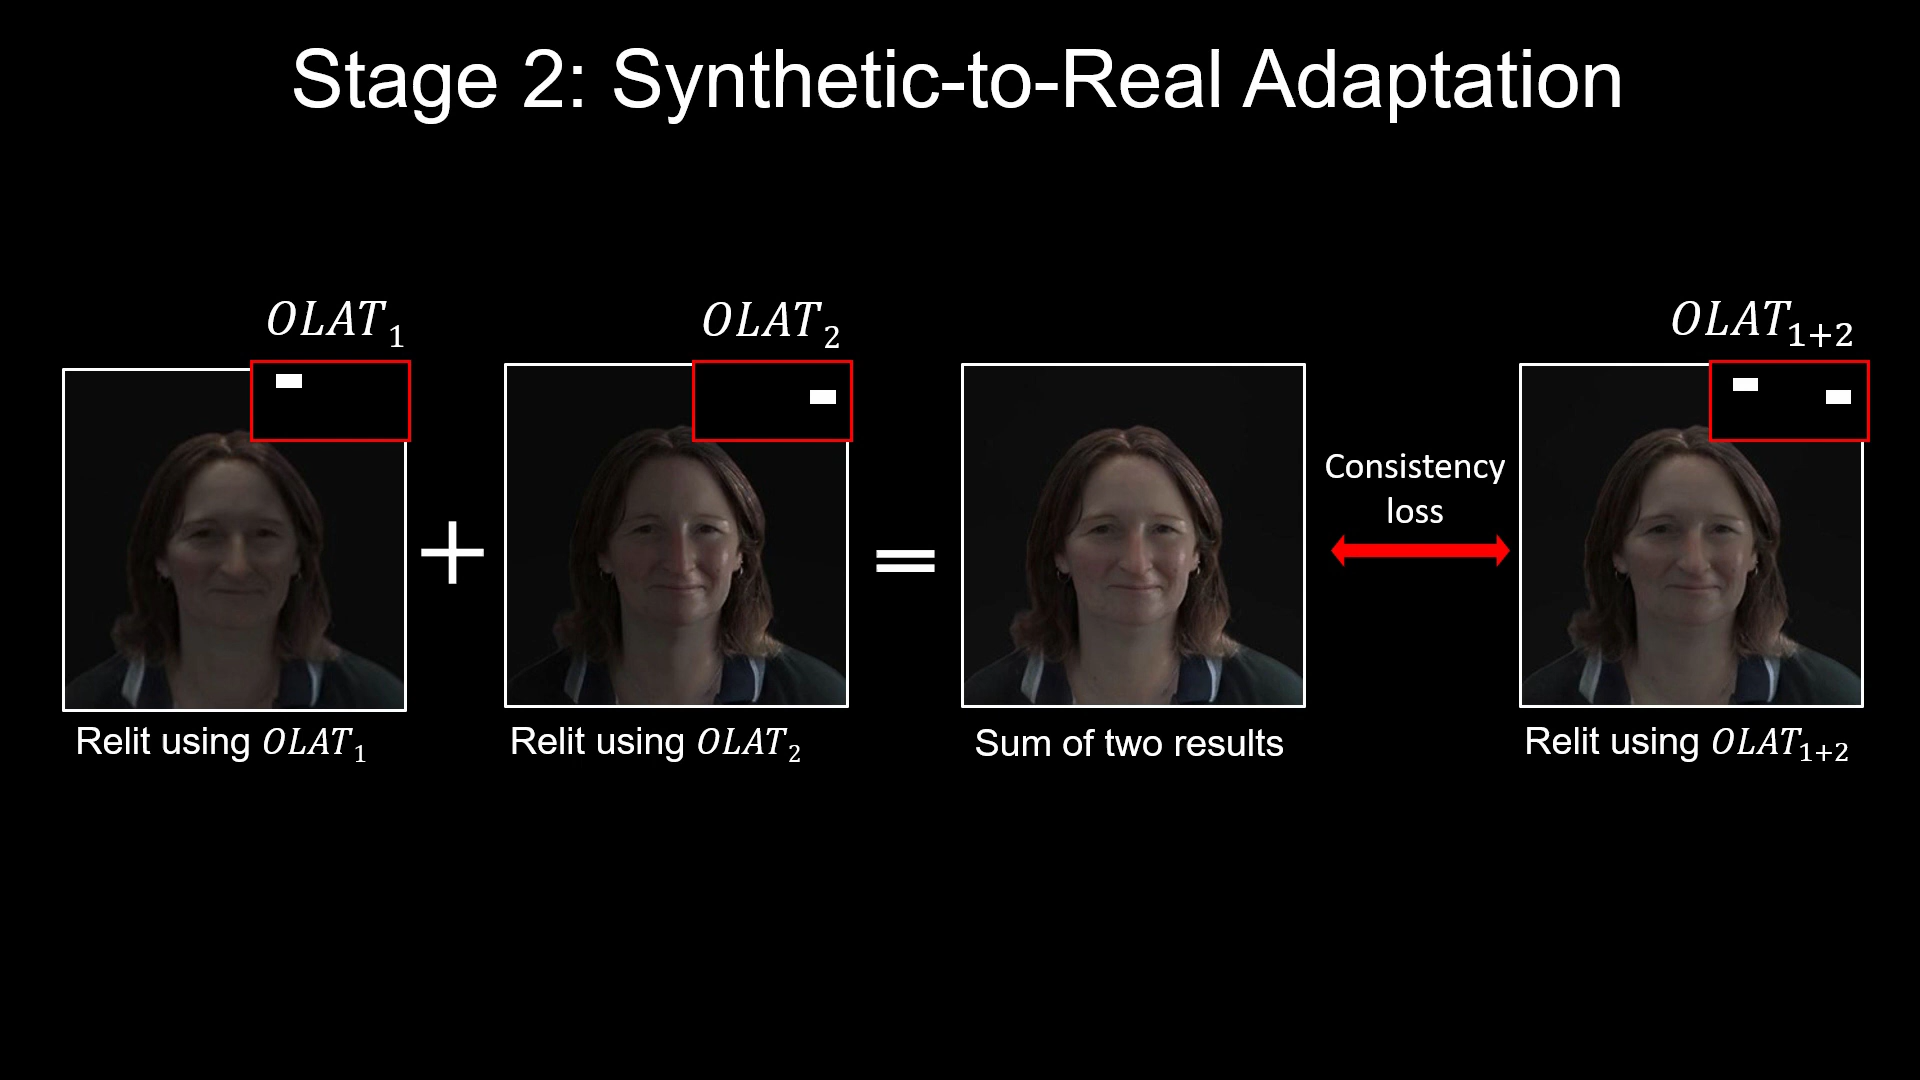 Stage 2: Synthetic-to-Real Adaptation
OLAT₁
OLAT₂
OLAT₁₊₂
+
=
Consistency
loss
Relit using OLAT₁
Relit using OLAT₂
Sum of two results
Relit using OLAT₁₊₂